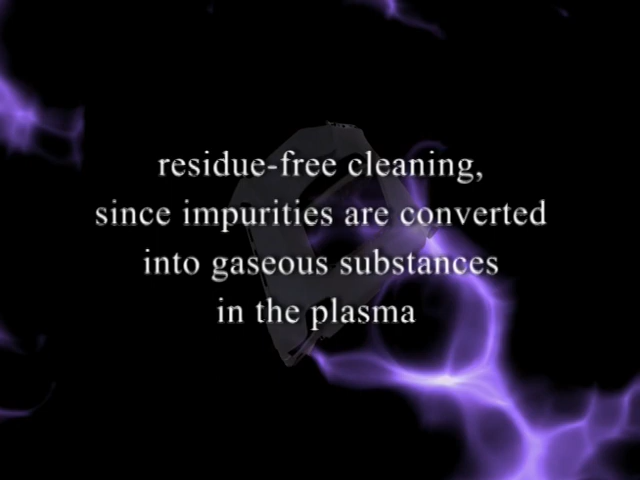 residue-free cleaning,
since impurities are converted
into gaseous substances
in the plasma